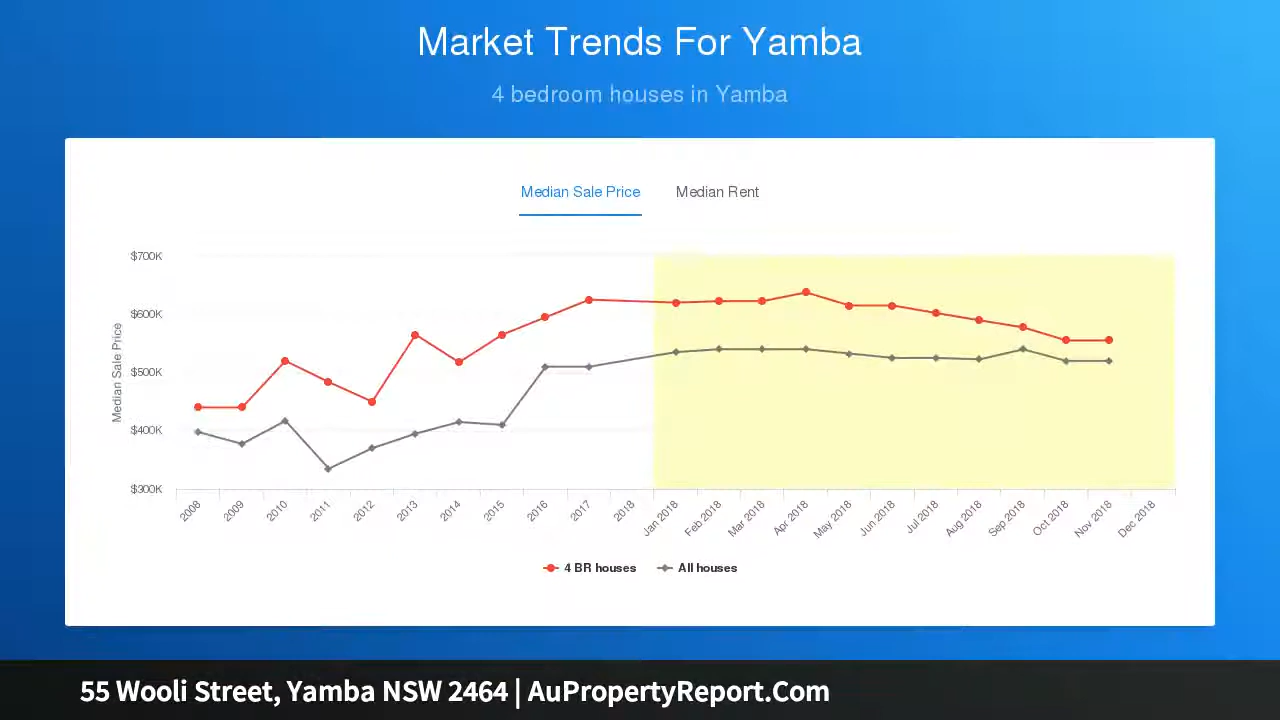 Market Trends For Yamba
4 bedroom houses in Yamba
Median Sale Price Median Rent
$700K
$600K
$500K
$400K
$300K
Median Sale Price
2008 2009 2010 2011 2012 2013 2014 2015 2016 2017 2018 Jan 2018 Feb 2018 Mar 2018 Apr 2018 May 2018 Jun 2018 Jul 2018 Aug 2018 Sep 2018 Oct 2018 Nov 2018 Dec 2018
4 BR houses All houses
55 Wooli Street, Yamba NSW 2464 | AuPropertyReport.Com